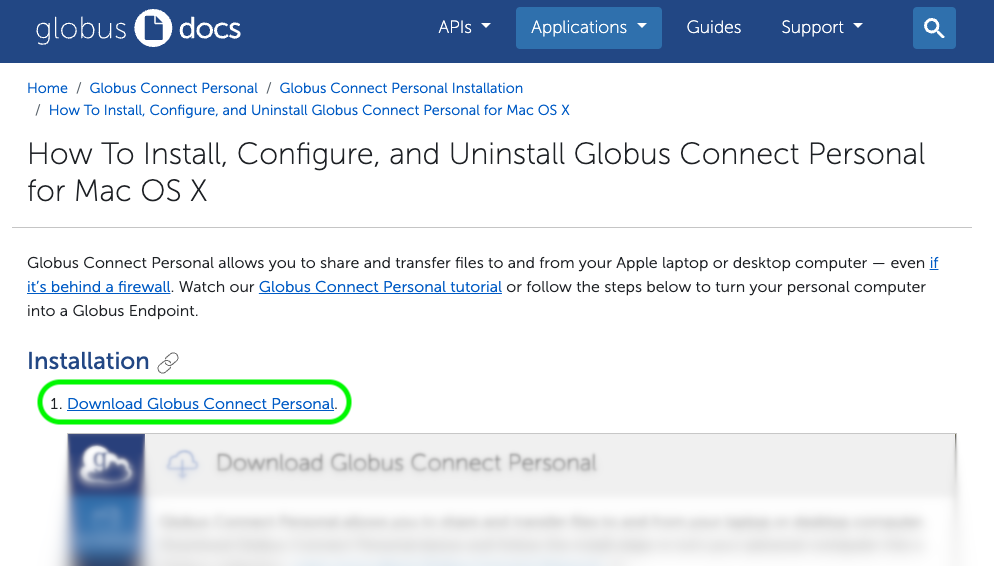 globus docs APIs Applications Guides Support
Home / Globus Connect Personal / Globus Connect Personal Installation
/ How To Install, Configure, and Uninstall Globus Connect Personal for Mac OS X
How To Install, Configure, and Uninstall Globus Connect Personal
for Mac OS X
Globus Connect Personal allows you to share and transfer files to and from your Apple laptop or desktop computer — even if
it's behind a firewall. Watch our Globus Connect Personal tutorial or follow the steps below to turn your personal computer
into a Globus Endpoint.
Installation
1. Download Globus Connect Personal.
g Download Globus Connect Personal